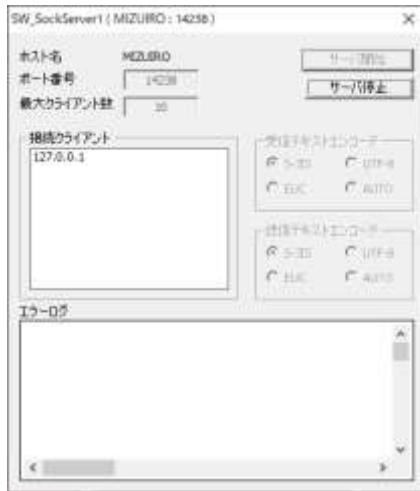 SW_SockServer1 ( MIZUIRO : 14238 )
ホスト名 MIZUIRO
サーバ開始
ポート番号 14238
サーバ停止
最大クライアント数
接続クライアント
127.0.0.1
受信テキストエンコード
S-JIS UTF-8
EUC AUTO
送信テキストエンコード
S-JIS UTF-8
EUC AUTO
エラーログ